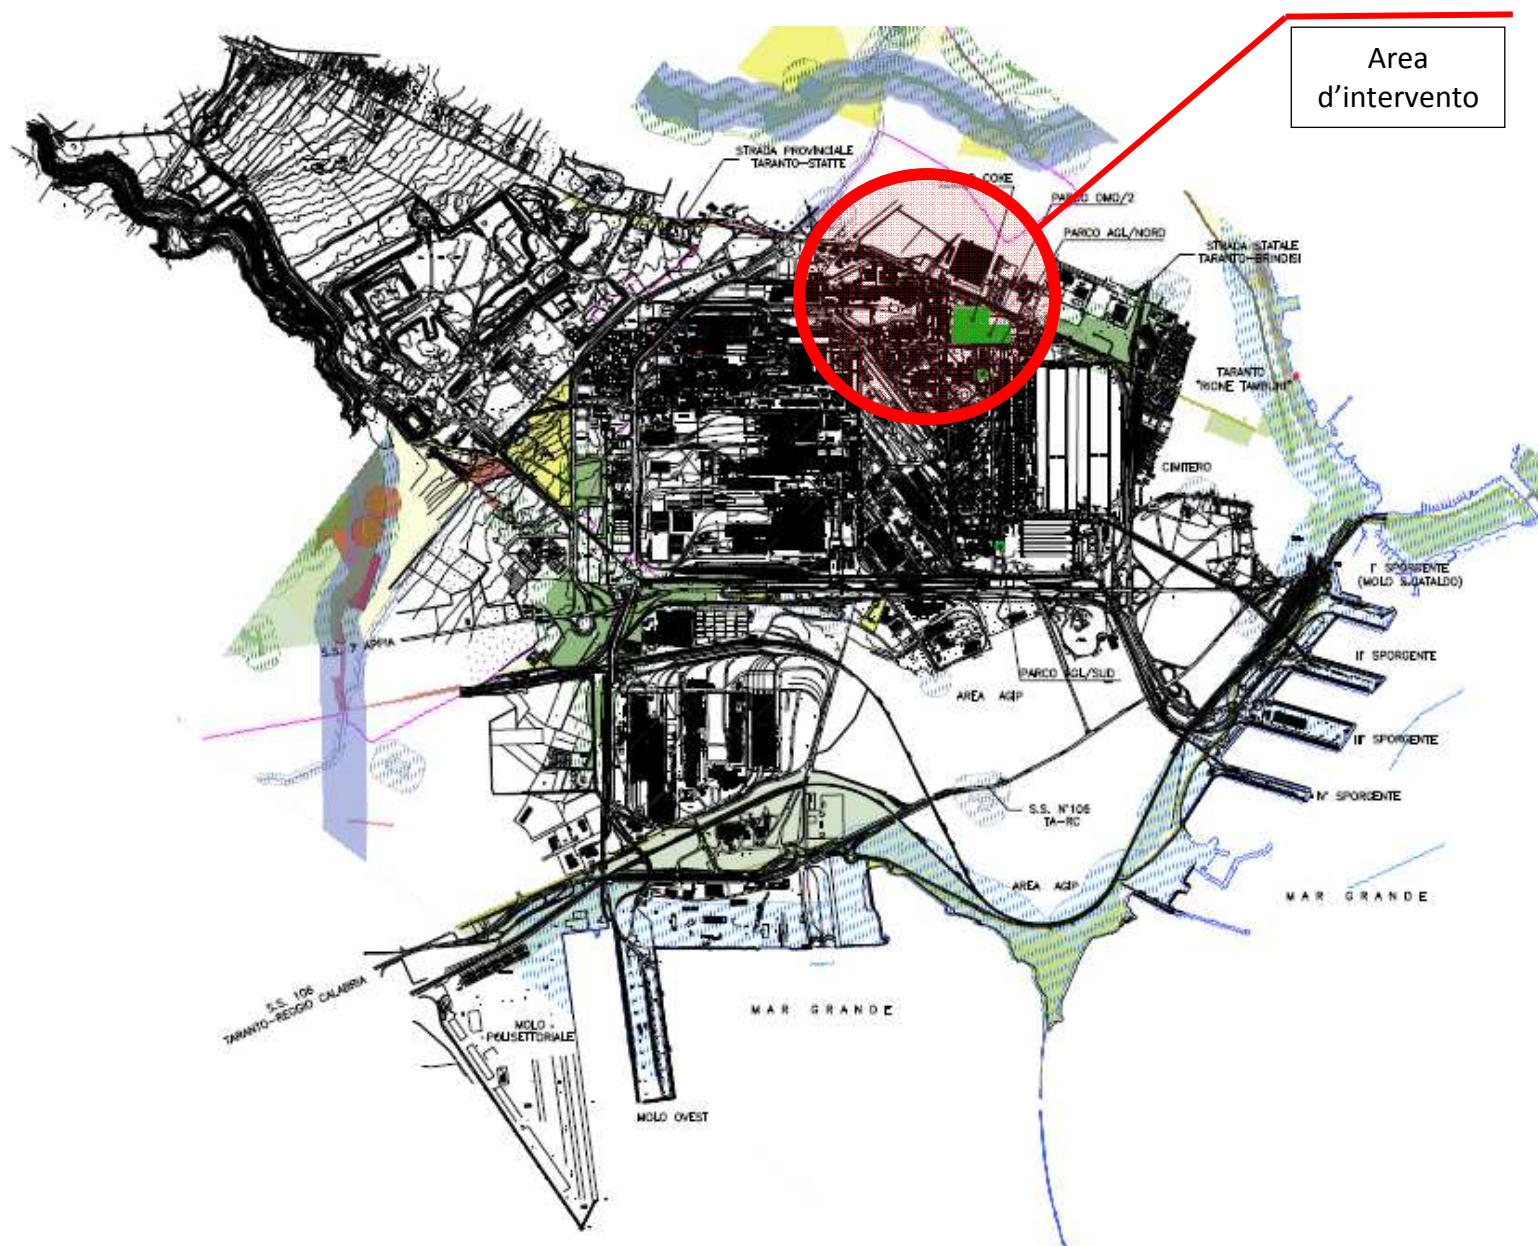 Area
d'intervento
STRADA PROVINCIALE
TARANTO-STATTE
COKE
PARCO OMO/2
PARCO AGL/NORD
STRADA STATALE
TARANTO-BRINDISI
TARANTO
"RIONE TAMBURI"
CIMITERO
I° SPORGENTE
(MOLO S.CATALDO)
S.S. 7 APPIA
II° SPORGENTE
PARCO AGL/SUD
AREA AGIP
III° SPORGENTE
IV° SPORGENTE
S.S. N°106
TA-RC
AREA AGIP
MAR GRANDE
S.S. 106
TARANTO-REGGIO CALABRIA
MAR GRANDE
MOLO
POLISETTORIALE
MOLO OVEST